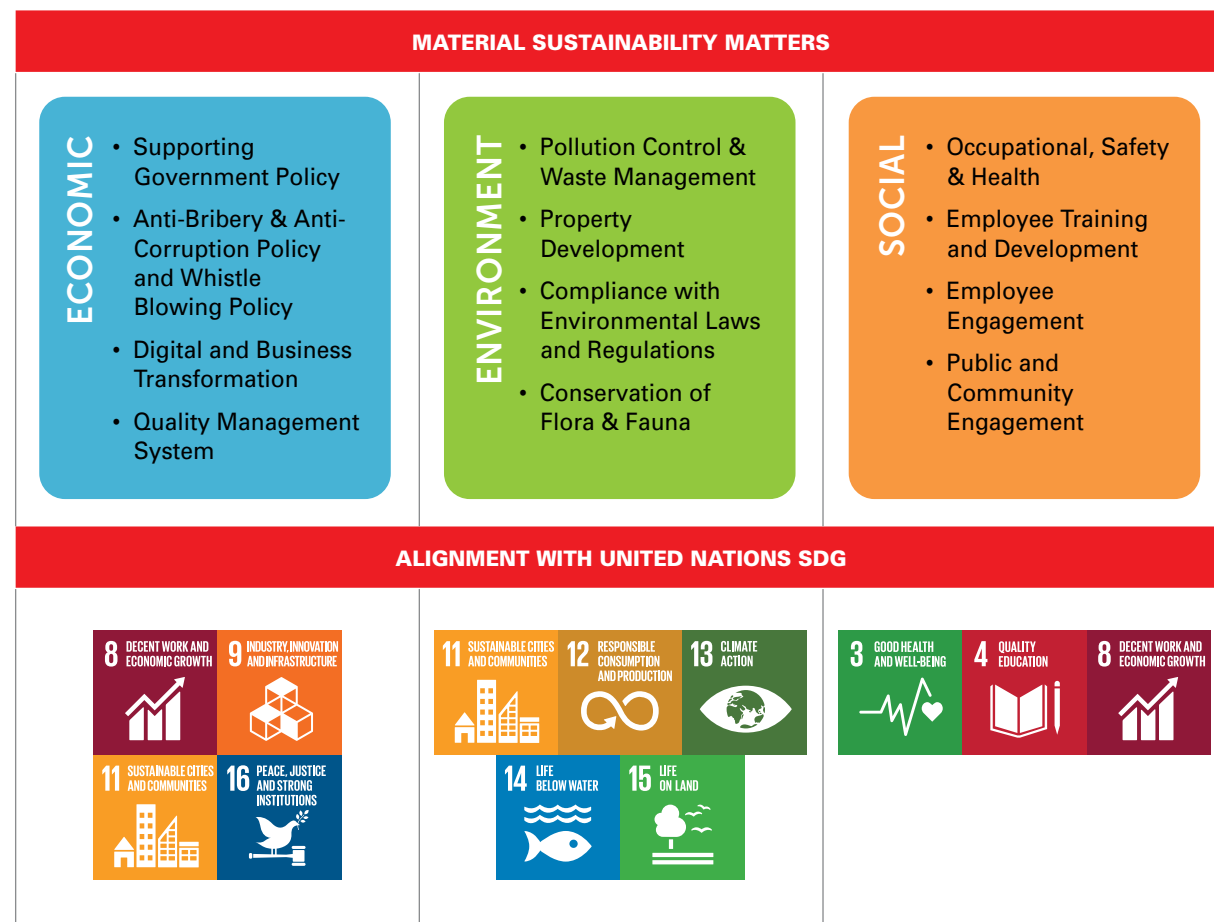 MATERIAL SUSTAINABILITY MATTERS
ECONOMIC
• Supporting
Government Policy
• Anti-Bribery & Anti-
Corruption Policy
and Whistle
Blowing Policy
• Digital and Business
Transformation
• Quality Management
System
ENVIRONMENT
• Pollution Control &
Waste Management
• Property
Development
• Compliance with
Environmental Laws
and Regulations
• Conservation of
Flora & Fauna
SOCIAL
• Occupational, Safety
& Health
• Employee Training
and Development
• Employee
Engagement
• Public and
Community
Engagement
ALIGNMENT WITH UNITED NATIONS SDG
8 DECENT WORK AND
ECONOMIC GROWTH
9 INDUSTRY, INNOVATION
AND INFRASTRUCTURE
11 SUSTAINABLE CITIES
AND COMMUNITIES
16 PEACE, JUSTICE
AND STRONG
INSTITUTIONS
11 SUSTAINABLE CITIES
AND COMMUNITIES
12 RESPONSIBLE
CONSUMPTION
AND PRODUCTION
13 CLIMATE
ACTION
14 LIFE
BELOW WATER
15 LIFE
ON LAND
3 GOOD HEALTH
AND WELL-BEING
4 QUALITY
EDUCATION
8 DECENT WORK AND
ECONOMIC GROWTH